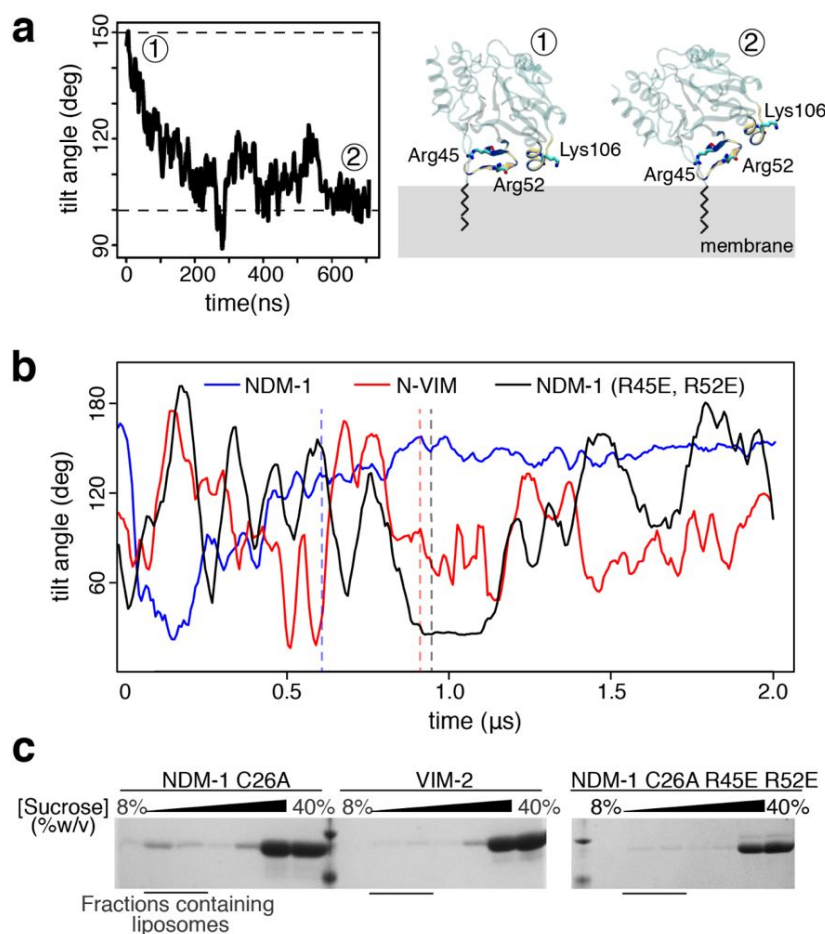 a
150
120
90
tilt angle (deg)
0 200 400 600
time(ns)
① ②
① ②
Lys106 Lys106
Arg45 Arg52
Arg45 Arg52
membrane
b
NDM-1 N-VIM NDM-1 (R45E, R52E)
180
120
60
tilt angle (deg)
0 0.5 1.0 1.5 2.0
time (μs)
c
NDM-1 C26A VIM-2 NDM-1 C26A R45E R52E
[Sucrose] 8% 40% 8% 40% 8% 40%
(%w/v)
Fractions containing
liposomes